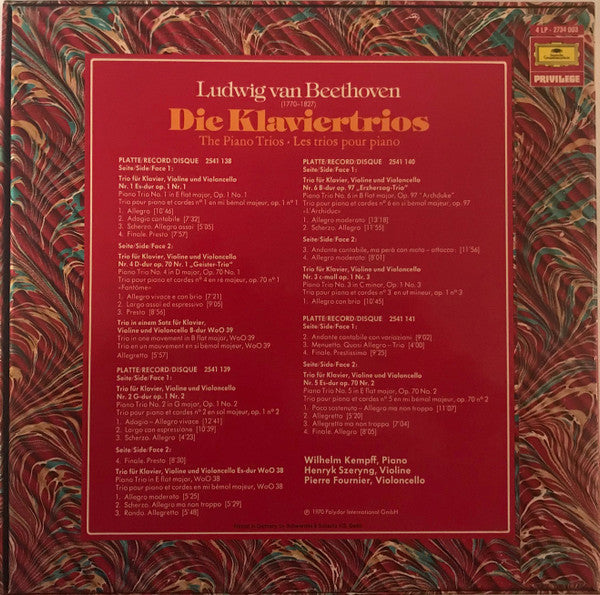 4 LP - 2734 003
PRIVILEGE
Ludwig van Beethoven
(1770-1827)
Die Klaviertrios
The Piano Trios · Les trios pour piano
PLATTE/RECORD/DISQUE 2541 138
Seite/Side/Face 1:
Trio für Klavier, Violine und Violoncello
Nr. 1 Es-dur op. 1 Nr. 1
Piano Trio No. 1 in E flat major, Op. 1 No. 1
Trio pour piano et cordes n° 1 en mi bémol majeur, op. 1 n° 1
1. Allegro [10'46]
2. Adagio cantabile [7'32]
3. Scherzo. Allegro assai [5'05]
4. Finale. Presto [7'57]
Seite/Side/Face 2:
Trio für Klavier, Violine und Violoncello
Nr. 4 D-dur op. 70 Nr. 1 „Geister-Trio“
Piano Trio No. 4 in D major, Op. 70 No. 1
Trio pour piano et cordes n° 4 en re majeur, op. 70 n° 1
«Fantôme»
1. Allegro vivace e con brio [7'21]
2. Largo assai ed espressivo [9'05]
3. Presto [8'56]
Trio in einem Satz für Klavier,
Violine und Violoncello B-dur WoO 39
Trio in one movement in B flat major, WoO 39
Trio en un mouvement en si bémol majeur, WoO 39
Allegretto [5'57]
PLATTE/RECORD/DISQUE 2541 139
Seite/Side/Face 1:
Trio für Klavier, Violine und Violoncello
Nr. 2 G-dur op. 1 Nr. 2
Piano Trio No. 2 in G major, Op. 1 No. 2
Trio pour piano et cordes n° 2 en sol majeur, op. 1 n° 2
1. Adagio – Allegro vivace [12'41]
2. Largo con espressione [10'39]
3. Scherzo. Allegro [4'23]
Seite/Side/Face 2:
4. Finale. Presto [8'30]
Trio für Klavier, Violine und Violoncello Es-dur WoO 38
Piano Trio in E flat major, WoO 38
Trio pour piano et cordes en mi bémol majeur, WoO 38
1. Allegro moderato [5'25]
2. Scherzo. Allegro ma non troppo [5'29]
3. Rondo. Allegretto [5'48]
PLATTE/RECORD/DISQUE 2541 140
Seite/Side/Face 1:
Trio für Klavier, Violine und Violoncello
Nr. 6 B-dur op. 97 „Erzherzog-Trio“
Piano Trio No. 6 in B flat major, Op. 97 "Archduke"
Trio pour piano et cordes n° 6 en si bémol majeur, op. 97
«L'Archiduc»
1. Allegro moderato [13'18]
2. Scherzo. Allegro [11'55]
Seite/Side/Face 2:
3. Andante cantabile, ma però con moto – attacca: [11'56]
4. Allegro moderato [8'01]
Trio für Klavier, Violine und Violoncello
Nr. 3 c-moll op. 1 Nr. 3
Piano Trio No. 3 in C minor, Op. 1 No. 3
Trio pour piano et cordes n° 3 en ut mineur, op. 1 n° 3
1. Allegro con brio [10'45]
PLATTE/RECORD/DISQUE 2541 141
Seite/Side/Face 1:
2. Andante cantabile con variazioni [9'02]
3. Menuetto. Quasi Allegro – Trio [4'00]
4. Finale. Prestissimo [9'25]
Seite/Side/Face 2:
Trio für Klavier, Violine und Violoncello
Nr. 5 Es-dur op. 70 Nr. 2
Piano Trio No. 5 in E flat major, Op. 70 No. 2
Trio pour piano et cordes n° 5 en mi bémol majeur, op. 70 n° 2
1. Poco sostenuto – Allegro ma non troppo [11'07]
2. Allegretto [5'20]
3. Allegretto ma non troppo [7'04]
4. Finale. Allegro [8'05]
Wilhelm Kempff, Piano
Henryk Szeryng, Violine
Pierre Fournier, Violoncello
℗ 1970 Polydor International GmbH
Printed in Germany by